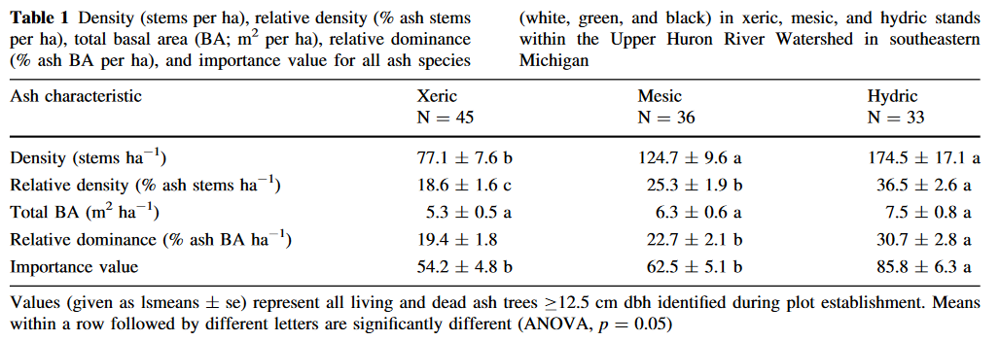 Table 1 Density (stems per ha), relative density (% ash stems
per ha), total basal area (BA; m² per ha), relative dominance
(% ash BA per ha), and importance value for all ash species
(white, green, and black) in xeric, mesic, and hydric stands
within the Upper Huron River Watershed in southeastern
Michigan
Ash characteristic Xeric Mesic Hydric
N = 45 N = 36 N = 33
Density (stems ha⁻¹) 77.1 ± 7.6 b 124.7 ± 9.6 a 174.5 ± 17.1 a
Relative density (% ash stems ha⁻¹) 18.6 ± 1.6 c 25.3 ± 1.9 b 36.5 ± 2.6 a
Total BA (m² ha⁻¹) 5.3 ± 0.5 a 6.3 ± 0.6 a 7.5 ± 0.8 a
Relative dominance (% ash BA ha⁻¹) 19.4 ± 1.8 22.7 ± 2.1 b 30.7 ± 2.8 a
Importance value 54.2 ± 4.8 b 62.5 ± 5.1 b 85.8 ± 6.3 a
Values (given as lsmeans ± se) represent all living and dead ash trees ≥12.5 cm dbh identified during plot establishment. Means
within a row followed by different letters are significantly different (ANOVA, p = 0.05)